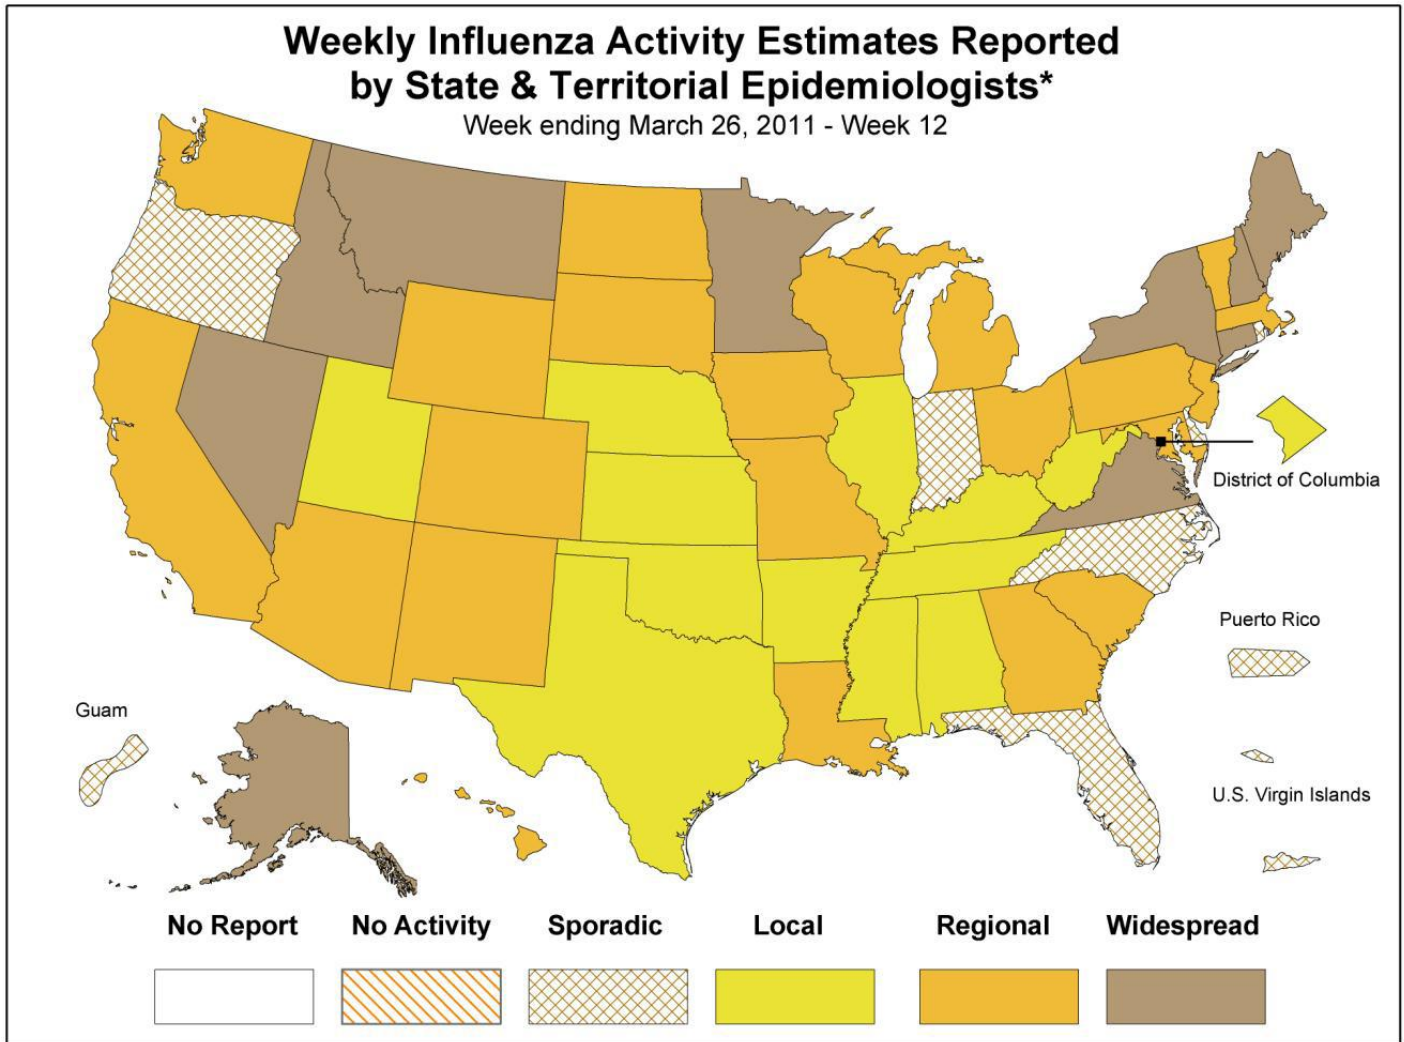 Weekly Influenza Activity Estimates Reported
by State & Territorial Epidemiologists*
Week ending March 26, 2011 - Week 12
District of Columbia
Puerto Rico
Guam
U.S. Virgin Islands
No Report No Activity Sporadic Local Regional Widespread